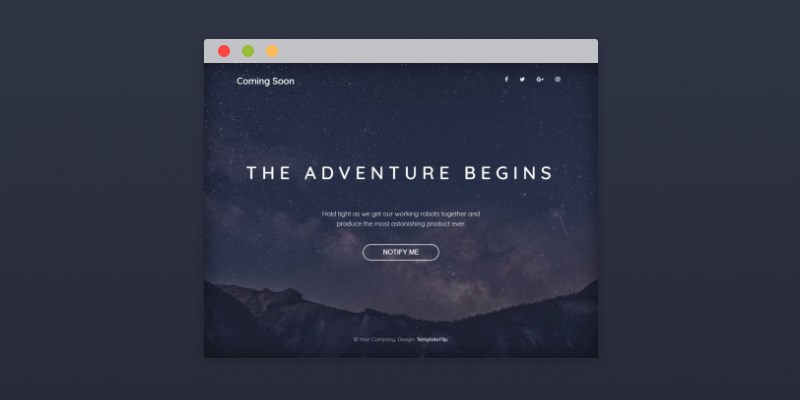 Coming Soon
THE ADVENTURE BEGINS
Hold tight as we get our working robots together and
produce the most astonishing product ever.
NOTIFY ME
© Your Company. Design: TemplateFlip